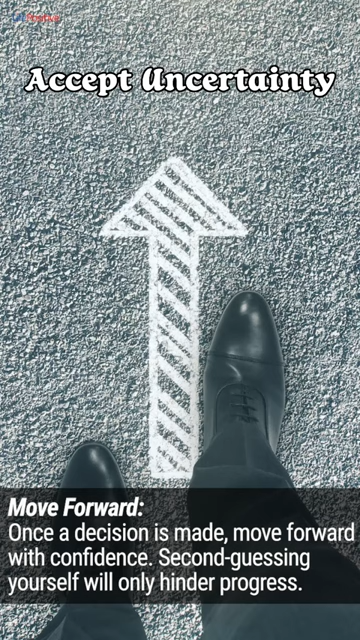 Accept Uncertainty
Move Forward:
Once a decision is made, move forward
with confidence. Second-guessing
yourself will only hinder progress.